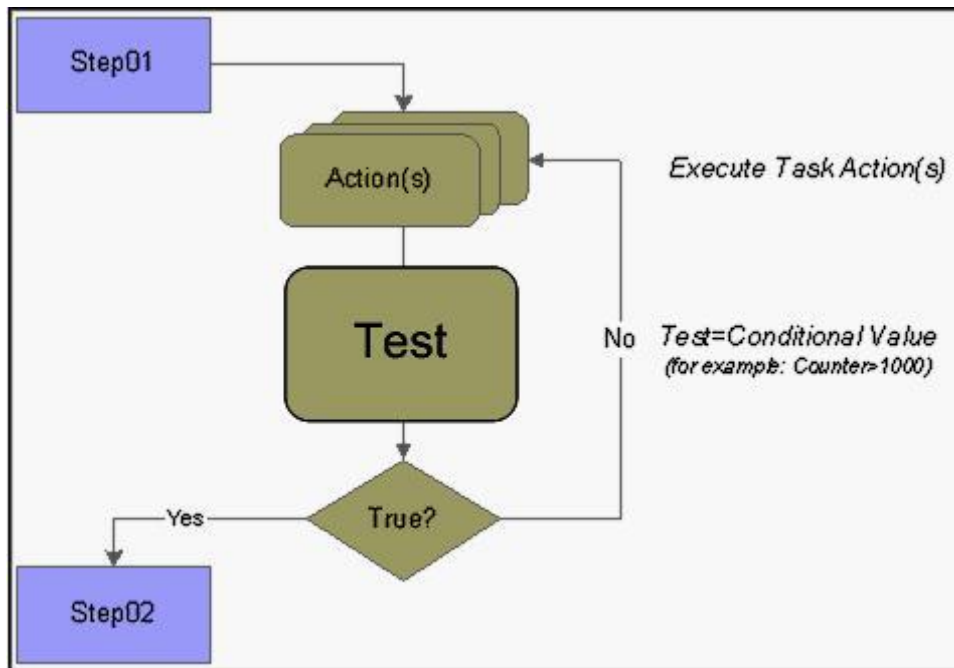 Step01
Action(s)
Execute Task Action(s)
Test
No
Test=Conditional Value
(for example: Counter>1000)
True?
Yes
Step02